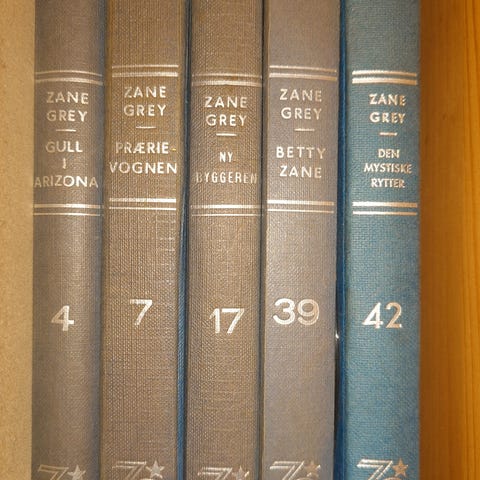 ZANE
GREY
GULL
I
ARIZONA
4
ZANE
GREY
PRÆRIE-
VOGNEN
7
ZANE
GREY
NY
BYGGEREN
17
ZANE
GREY
BETTY
ZANE
39
ZANE
GREY
DEN
MYSTISKE
RYTTER
42